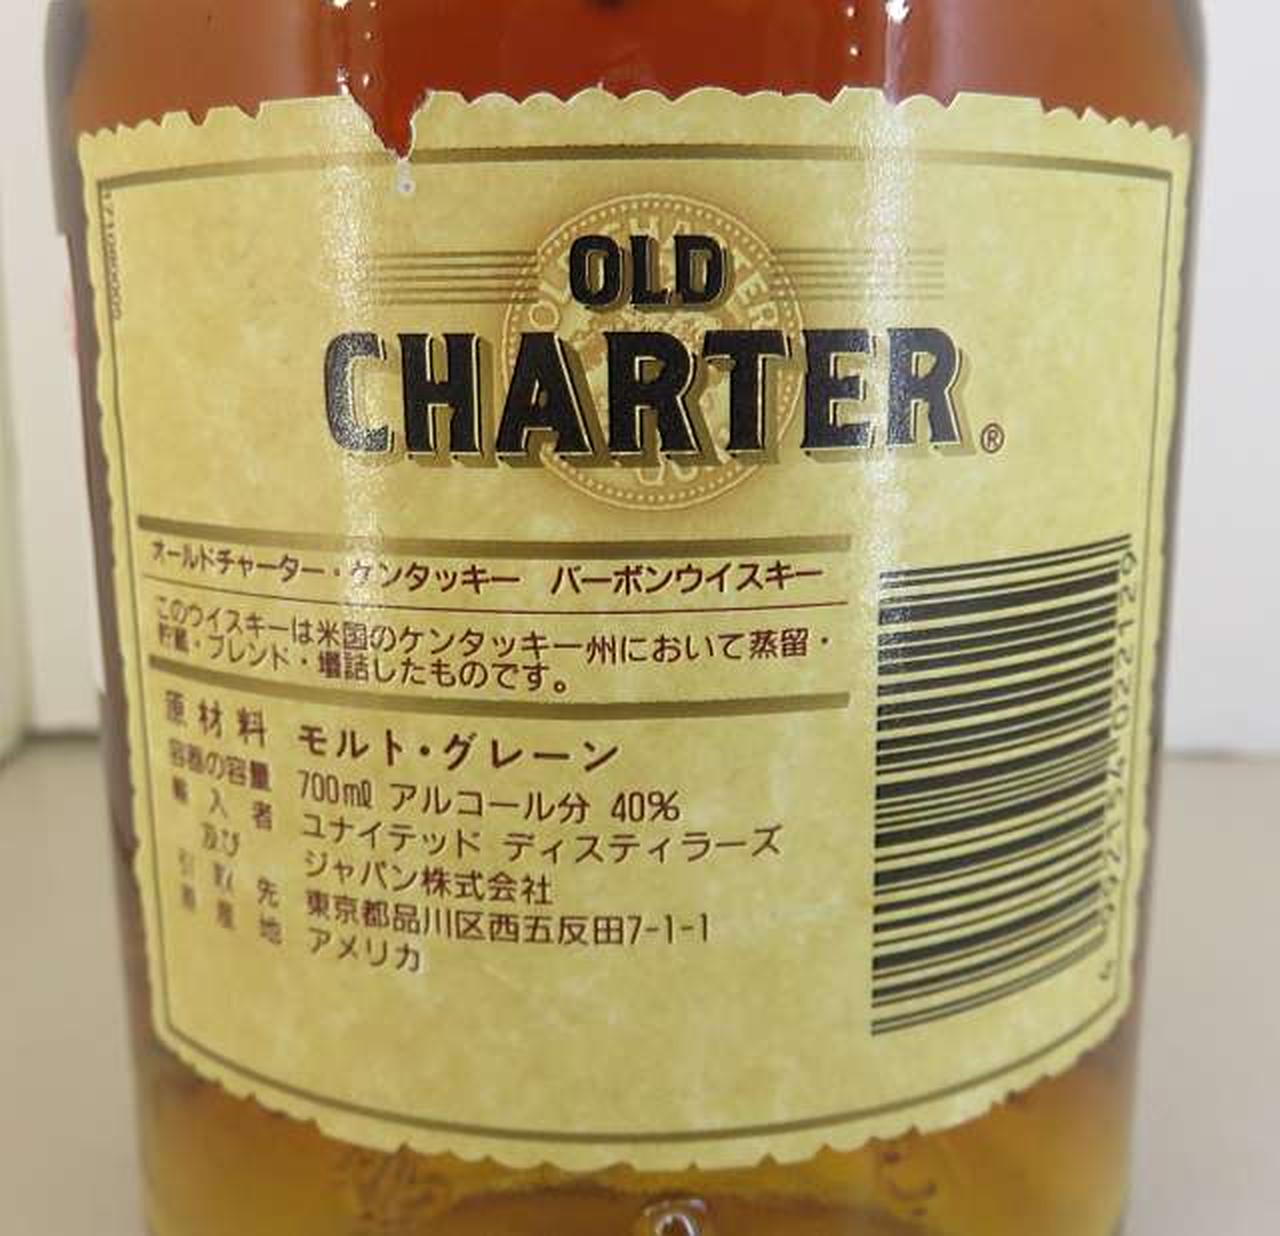 OLD
CHARTER®
オールドチャーター・ケンタッキー バーボンウイスキー
このウイスキーは米国のケンタッキー州において蒸留・
貯蔵・ブレンド・壜詰したものです。
原材料 モルト・グレーン
容器の容量 700ml アルコール分 40%
輸入者 ユナイテッド ディスティラーズ
及び ジャパン株式会社
引取先 東京都品川区西五反田7-1-1
原産地 アメリカ